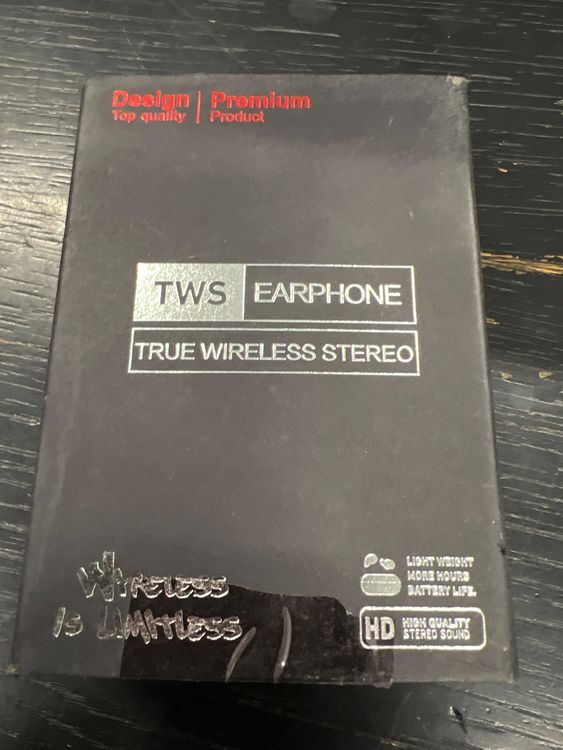 Design | Premium
Top quality | Product
TWS EARPHONE
TRUE WIRELESS STEREO
WIRELESS
IS LIMITLESS
LIGHT WEIGHT
MORE HOURS
BATTERY LIFE.
HD HIGH QUALITY
STEREO SOUND